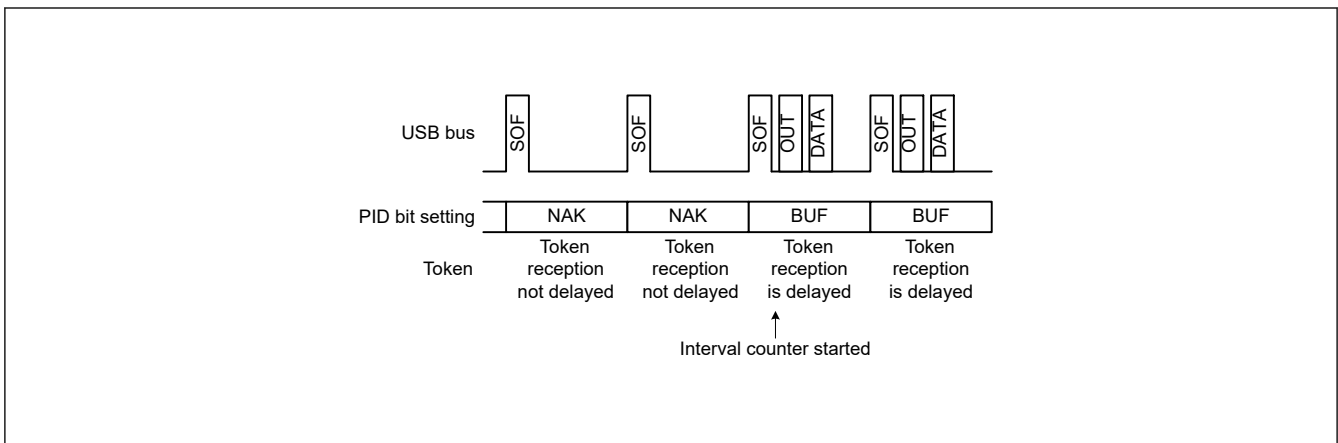 USB bus
SOF
SOF
SOF
OUT
DATA
SOF
OUT
DATA
PID bit setting
NAK
NAK
BUF
BUF
Token
Token
reception
not delayed
Token
reception
not delayed
Token
reception
is delayed
Token
reception
is delayed
Interval counter started